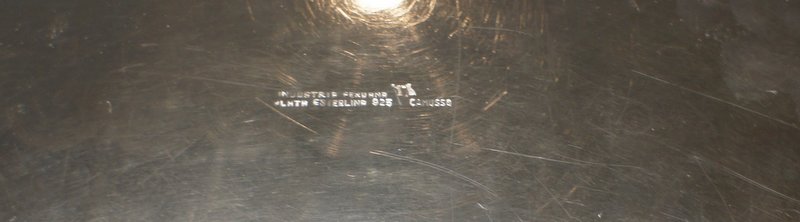 INDUSTRIA PERUANA
PLATA ESTERLINA 925 CAMUSSO